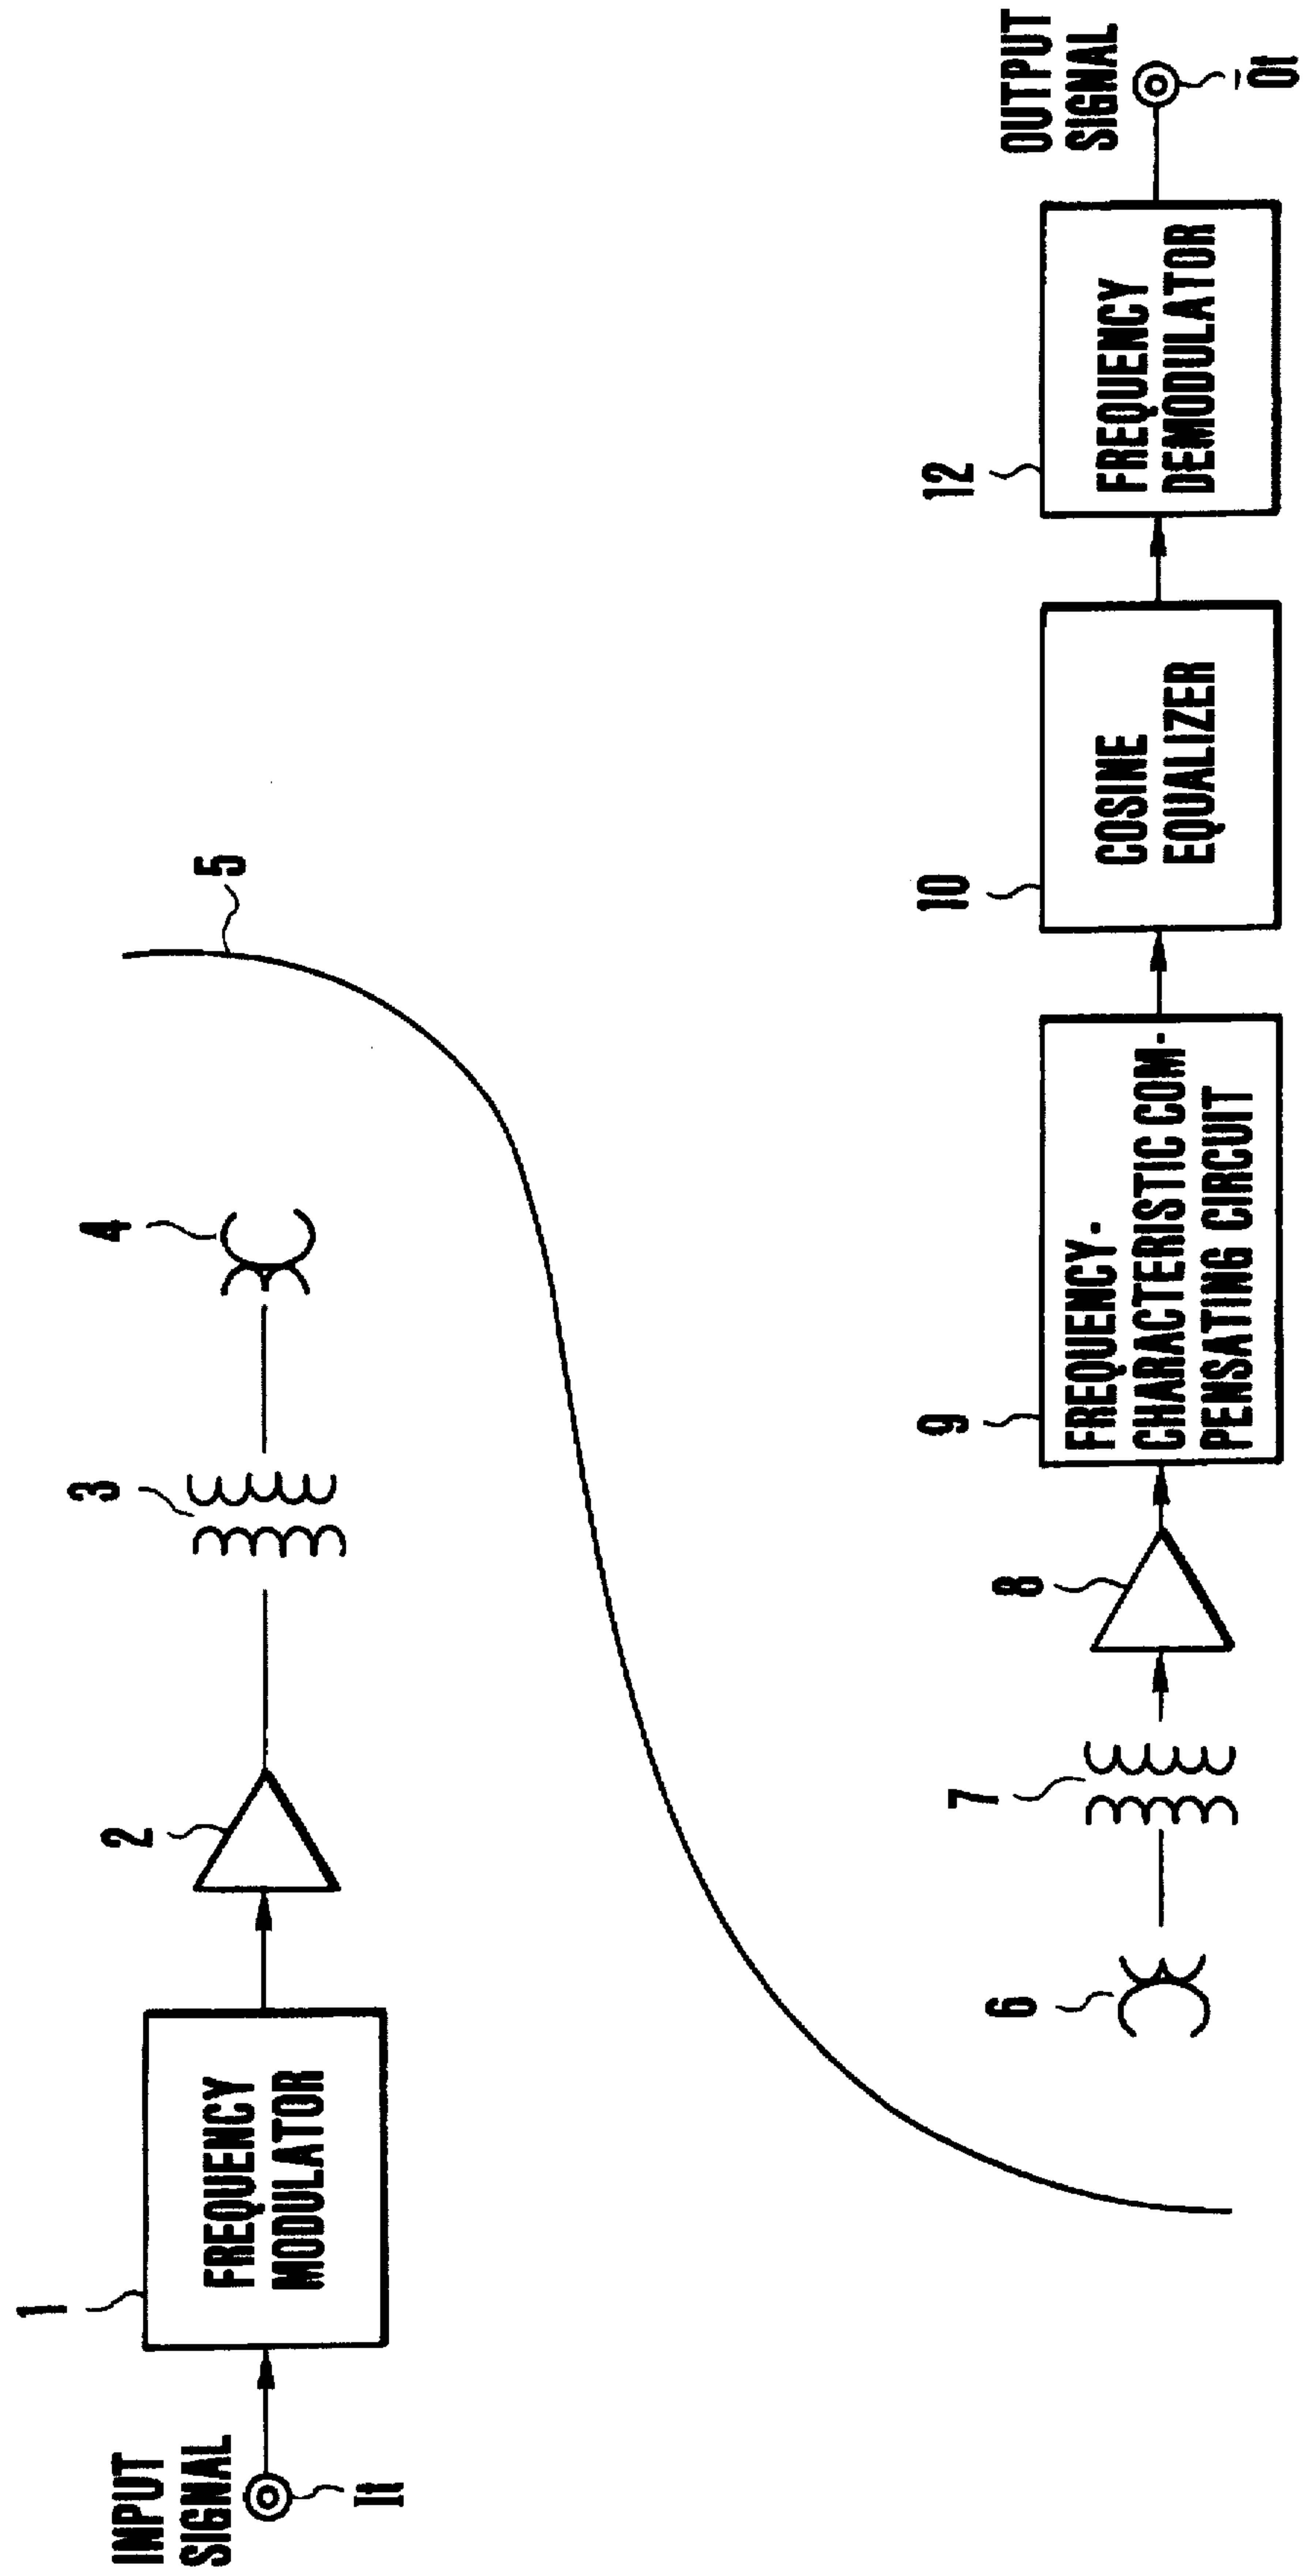 INPUT
SIGNAL
It
1
FREQUENCY
MODULATOR
2
3
4
5
6
7
8
9
FREQUENCY-
CHARACTERISTIC COM-
PENSATING CIRCUIT
10
COSINE
EQUALIZER
12
FREQUENCY
DEMODULATOR
OUTPUT
SIGNAL
Ot